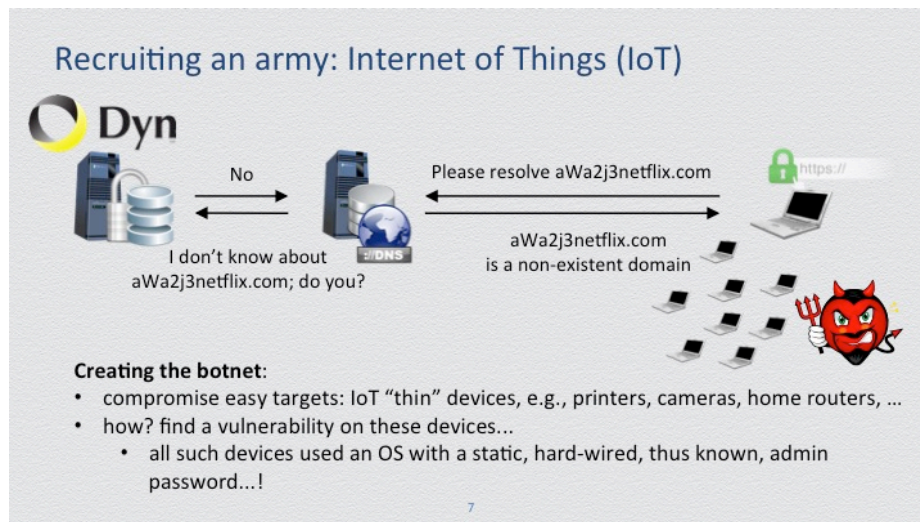 Recruiting an army: Internet of Things (IoT)
Dyn
No
Please resolve aWa2j3netflix.com
https://
I don’t know about
aWa2j3netflix.com; do you?
://DNS
aWa2j3netflix.com
is a non-existent domain
Creating the botnet:
• compromise easy targets: IoT “thin” devices, e.g., printers, cameras, home routers, …
• how? find a vulnerability on these devices...
• all such devices used an OS with a static, hard-wired, thus known, admin
password...!
7